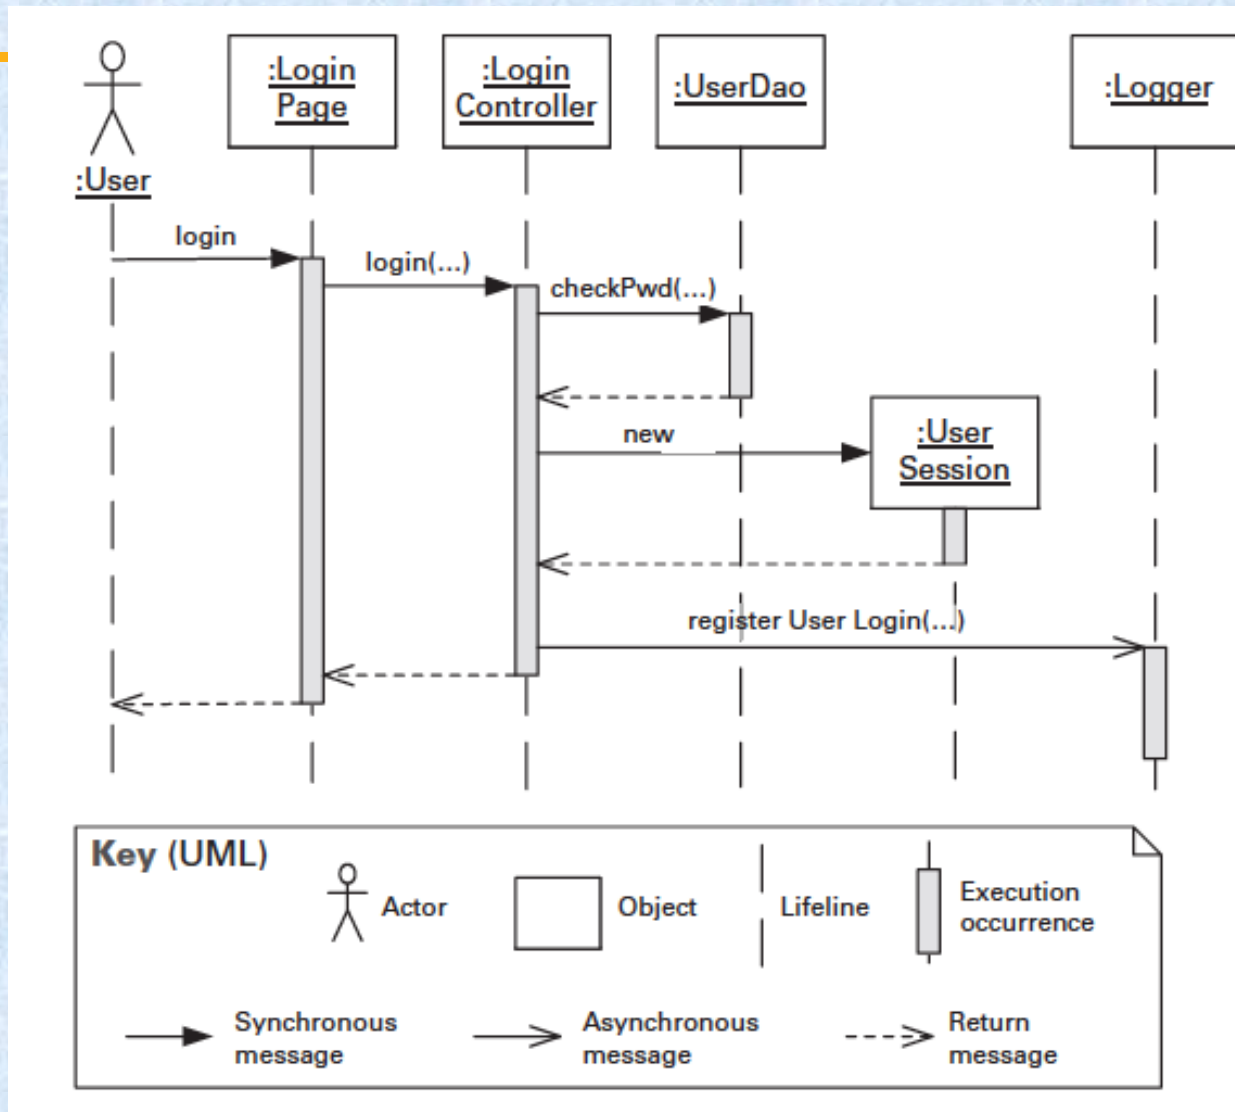 :Login
Page
:Login
Controller
:UserDao
:Logger
:User
login
login(...)
checkPwd(...)
new
:User
Session
register User Login(...)
Key (UML)
Actor
Object
Lifeline
Execution
occurrence
Synchronous
message
Asynchronous
message
Return
message